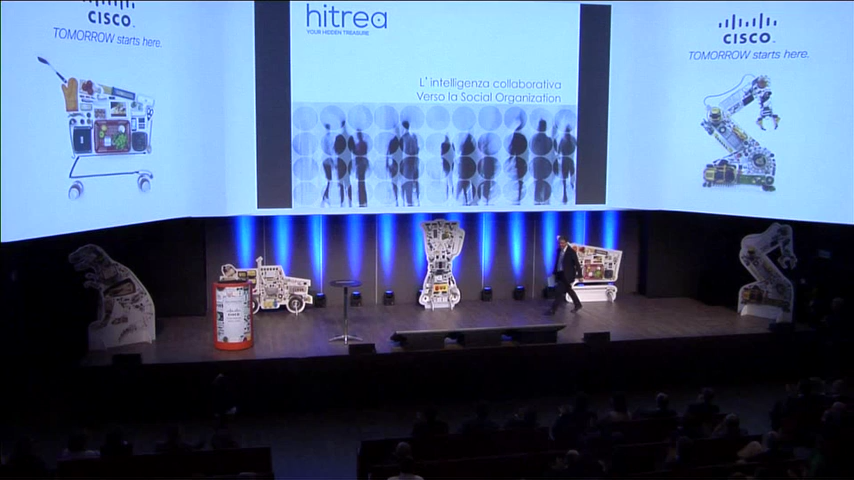 CISCO
TOMORROW starts here.
hitrea
YOUR HIDDEN TREASURE
L'intelligenza collaborativa
Verso la Social Organization
CISCO
TOMORROW starts here.